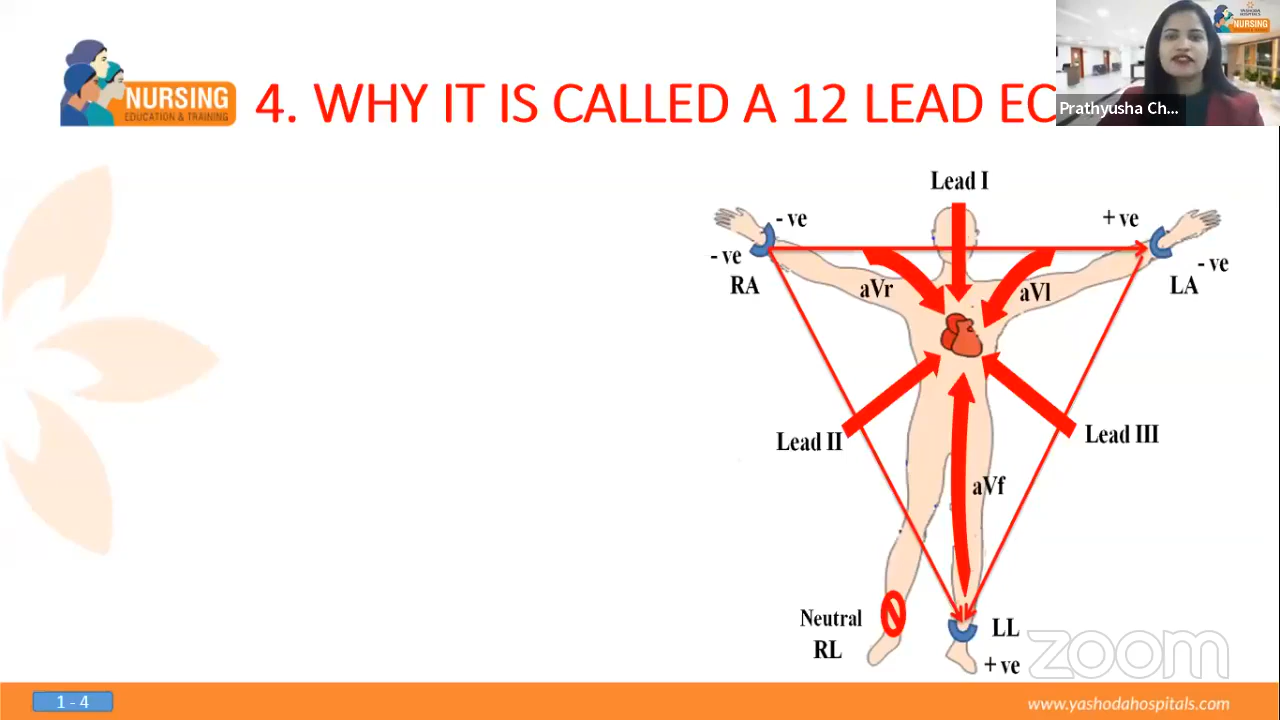 YASHODA
HOSPITALS
NURSING
Prathyusha Ch...
NURSING
EDUCATION & TRAINING
4. WHY IT IS CALLED A 12 LEAD EC
Lead I
- ve
+ ve
- ve
- ve
RA
LA
aVr
aVl
Lead II
Lead III
aVf
Neutral
RL
LL
+ ve
zoom
1 - 4
www.yashodahospitals.com